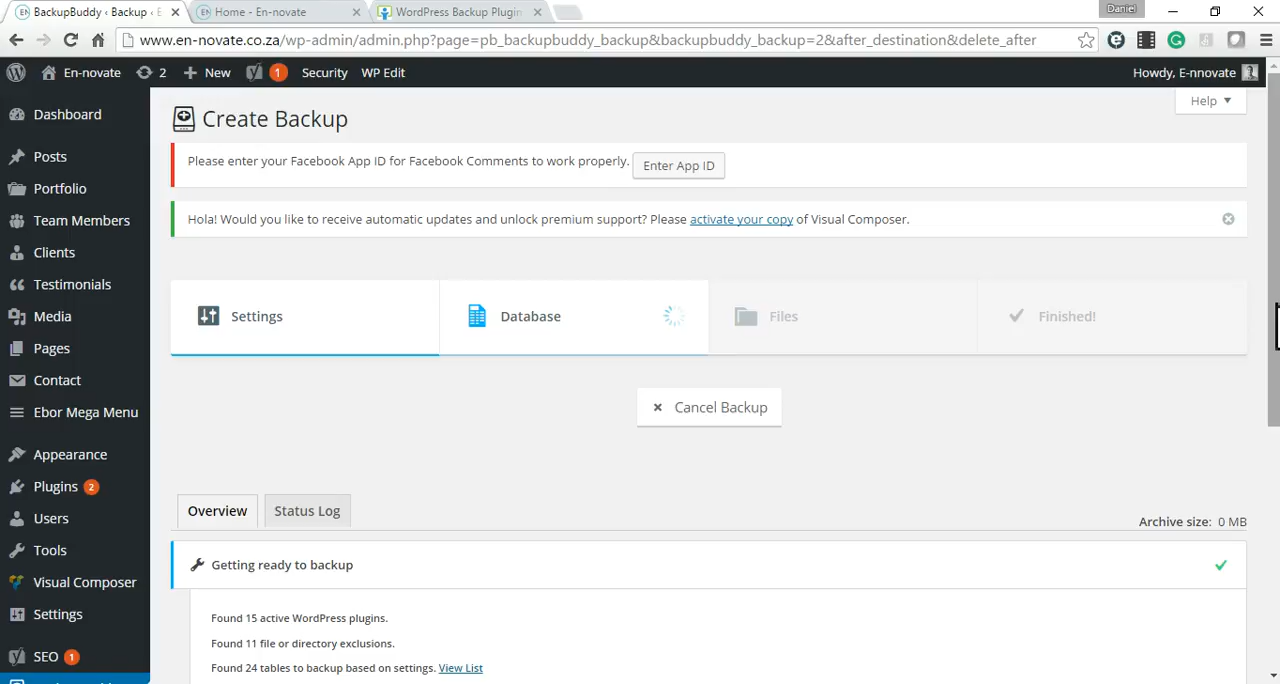 BackupBuddy ‹ Backup ‹ E
Home - En-novate
WordPress Backup Plugin
Daniel
www.en-novate.co.za/wp-admin/admin.php?page=pb_backupbuddy_backup&backupbuddy_backup=2&after_destination&delete_after
En-novate
2
New
1
Security
WP Edit
Howdy, E-nnovate
Dashboard
Posts
Portfolio
Team Members
Clients
Testimonials
Media
Pages
Contact
Ebor Mega Menu
Appearance
Plugins 2
Users
Tools
Visual Composer
Settings
SEO 1
Help
Create Backup
Please enter your Facebook App ID for Facebook Comments to work properly. Enter App ID
Hola! Would you like to receive automatic updates and unlock premium support? Please activate your copy of Visual Composer.
Settings
Database
Files
Finished!
Cancel Backup
Overview
Status Log
Archive size: 0 MB
Getting ready to backup
Found 15 active WordPress plugins.
Found 11 file or directory exclusions.
Found 24 tables to backup based on settings. View List